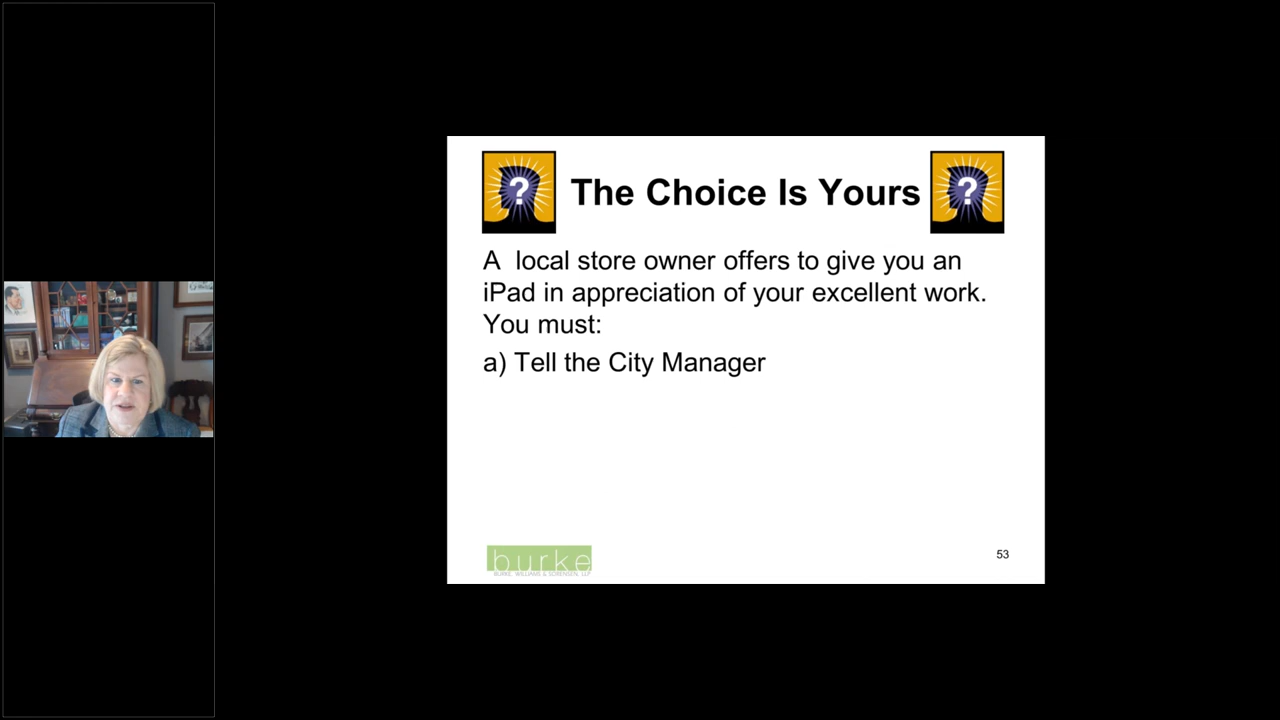 ? The Choice Is Yours ?
A  local store owner offers to give you an
iPad in appreciation of your excellent work.
You must:
a) Tell the City Manager
burke
BURKE, WILLIAMS & SORENSEN, LLP
53